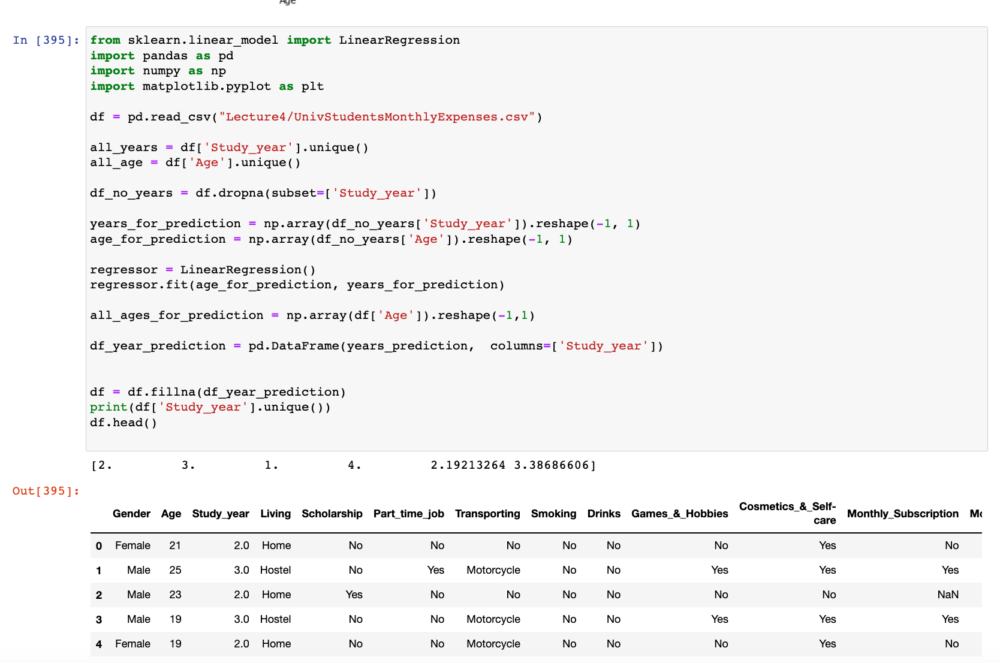 Age
In [395]:
from sklearn.linear_model import LinearRegression
import pandas as pd
import numpy as np
import matplotlib.pyplot as plt
df = pd.read_csv("Lecture4/UnivStudentsMonthlyExpenses.csv")
all_years = df['Study_year'].unique()
all_age = df['Age'].unique()
df_no_years = df.dropna(subset=['Study_year'])
years_for_prediction = np.array(df_no_years['Study_year']).reshape(-1, 1)
age_for_prediction = np.array(df_no_years['Age']).reshape(-1, 1)
regressor = LinearRegression()
regressor.fit(age_for_prediction, years_for_prediction)
all_ages_for_prediction = np.array(df['Age']).reshape(-1,1)
df_year_prediction = pd.DataFrame(years_prediction,  columns=['Study_year'])
df = df.fillna(df_year_prediction)
print(df['Study_year'].unique())
df.head()
[2. 3. 1. 4. 2.19213264 3.38686606]
Out[395]:
Gender Age Study_year Living Scholarship Part_time_job Transporting Smoking Drinks Games_&_Hobbies Cosmetics_&_Self-care Monthly_Subscription Mo
0 Female 21 2.0 Home No No No No No No Yes No
1 Male 25 3.0 Hostel No Yes Motorcycle No No Yes Yes Yes
2 Male 23 2.0 Home Yes No No No No No No NaN
3 Male 19 3.0 Hostel No No Motorcycle No No Yes Yes Yes
4 Female 19 2.0 Home No No Motorcycle No No No Yes No